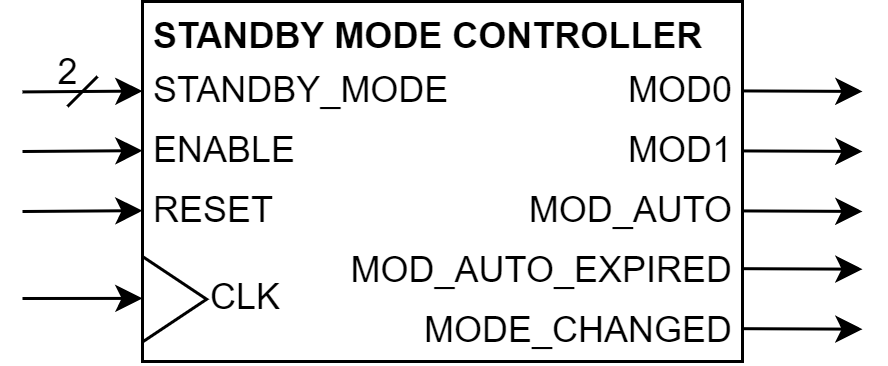 STANDBY MODE CONTROLLER
2
STANDBY_MODE
MOD0
ENABLE
MOD1
RESET
MOD_AUTO
MOD_AUTO_EXPIRED
CLK
MODE_CHANGED